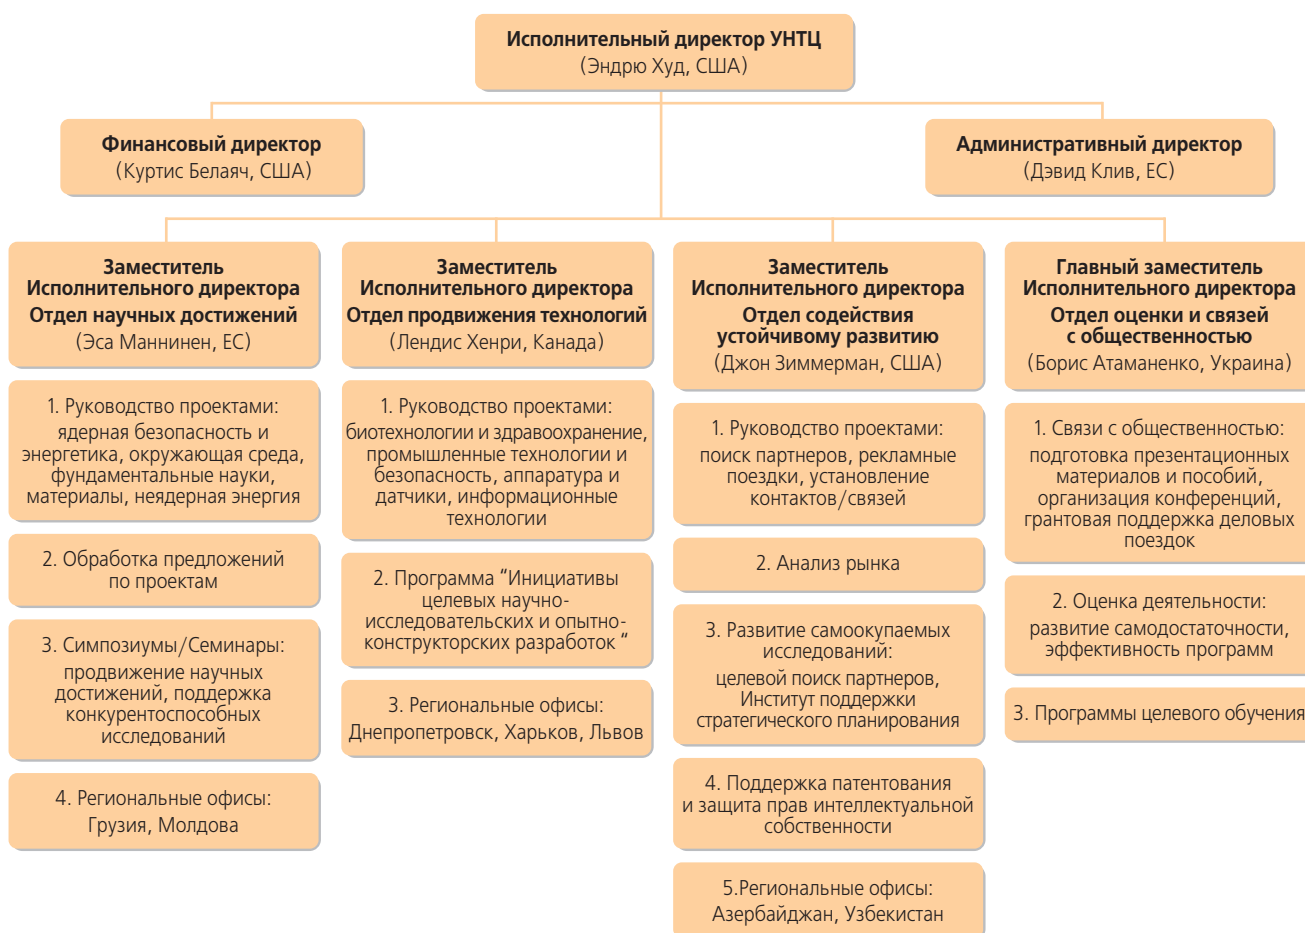 Исполнительный директор УНТЦ
(Эндрю Худ, США)
Финансовый директор
(Куртис Белаяч, США)
Административный директор
(Дэвид Клив, ЕС)
Заместитель
Исполнительного директора
Отдел научных достижений
(Эса Маннинен, ЕС)
1. Руководство проектами:
ядерная безопасность и
энергетика, окружающая среда,
фундаментальные науки,
материалы, неядерная энергия
2. Обработка предложений
по проектам
3. Симпозиумы/Семинары:
продвижение научных
достижений, поддержка
конкурентоспособных
исследований
4. Региональные офисы:
Грузия, Молдова
Заместитель
Исполнительного директора
Отдел продвижения технологий
(Лендис Хенри, Канада)
1. Руководство проектами:
биотехнологии и здравоохранение,
промышленные технологии и
безопасность, аппаратура и
датчики, информационные
технологии
2. Программа “Инициативы
целевых научно-
исследовательских и опытно-
конструкторских разработок “
3. Региональные офисы:
Днепропетровск, Харьков, Львов
Заместитель
Исполнительного директора
Отдел содействия
устойчивому развитию
(Джон Зиммерман, США)
1. Руководство проектами:
поиск партнеров, рекламные
поездки, установление
контактов/связей
2. Анализ рынка
3. Развитие самоокупаемых
исследований:
целевой поиск партнеров,
Институт поддержки
стратегического планирования
4. Поддержка патентования
и защита прав интеллектуальной
собственности
5.Региональные офисы:
Азербайджан, Узбекистан
Главный заместитель
Исполнительного директора
Отдел оценки и связей
с общественностью
(Борис Атаманенко, Украина)
1. Связи с общественностью:
подготовка презентационных
материалов и пособий,
организация конференций,
грантовая поддержка деловых
поездок
2. Оценка деятельности:
развитие самодостаточности,
эффективность программ
3. Программы целевого обучения